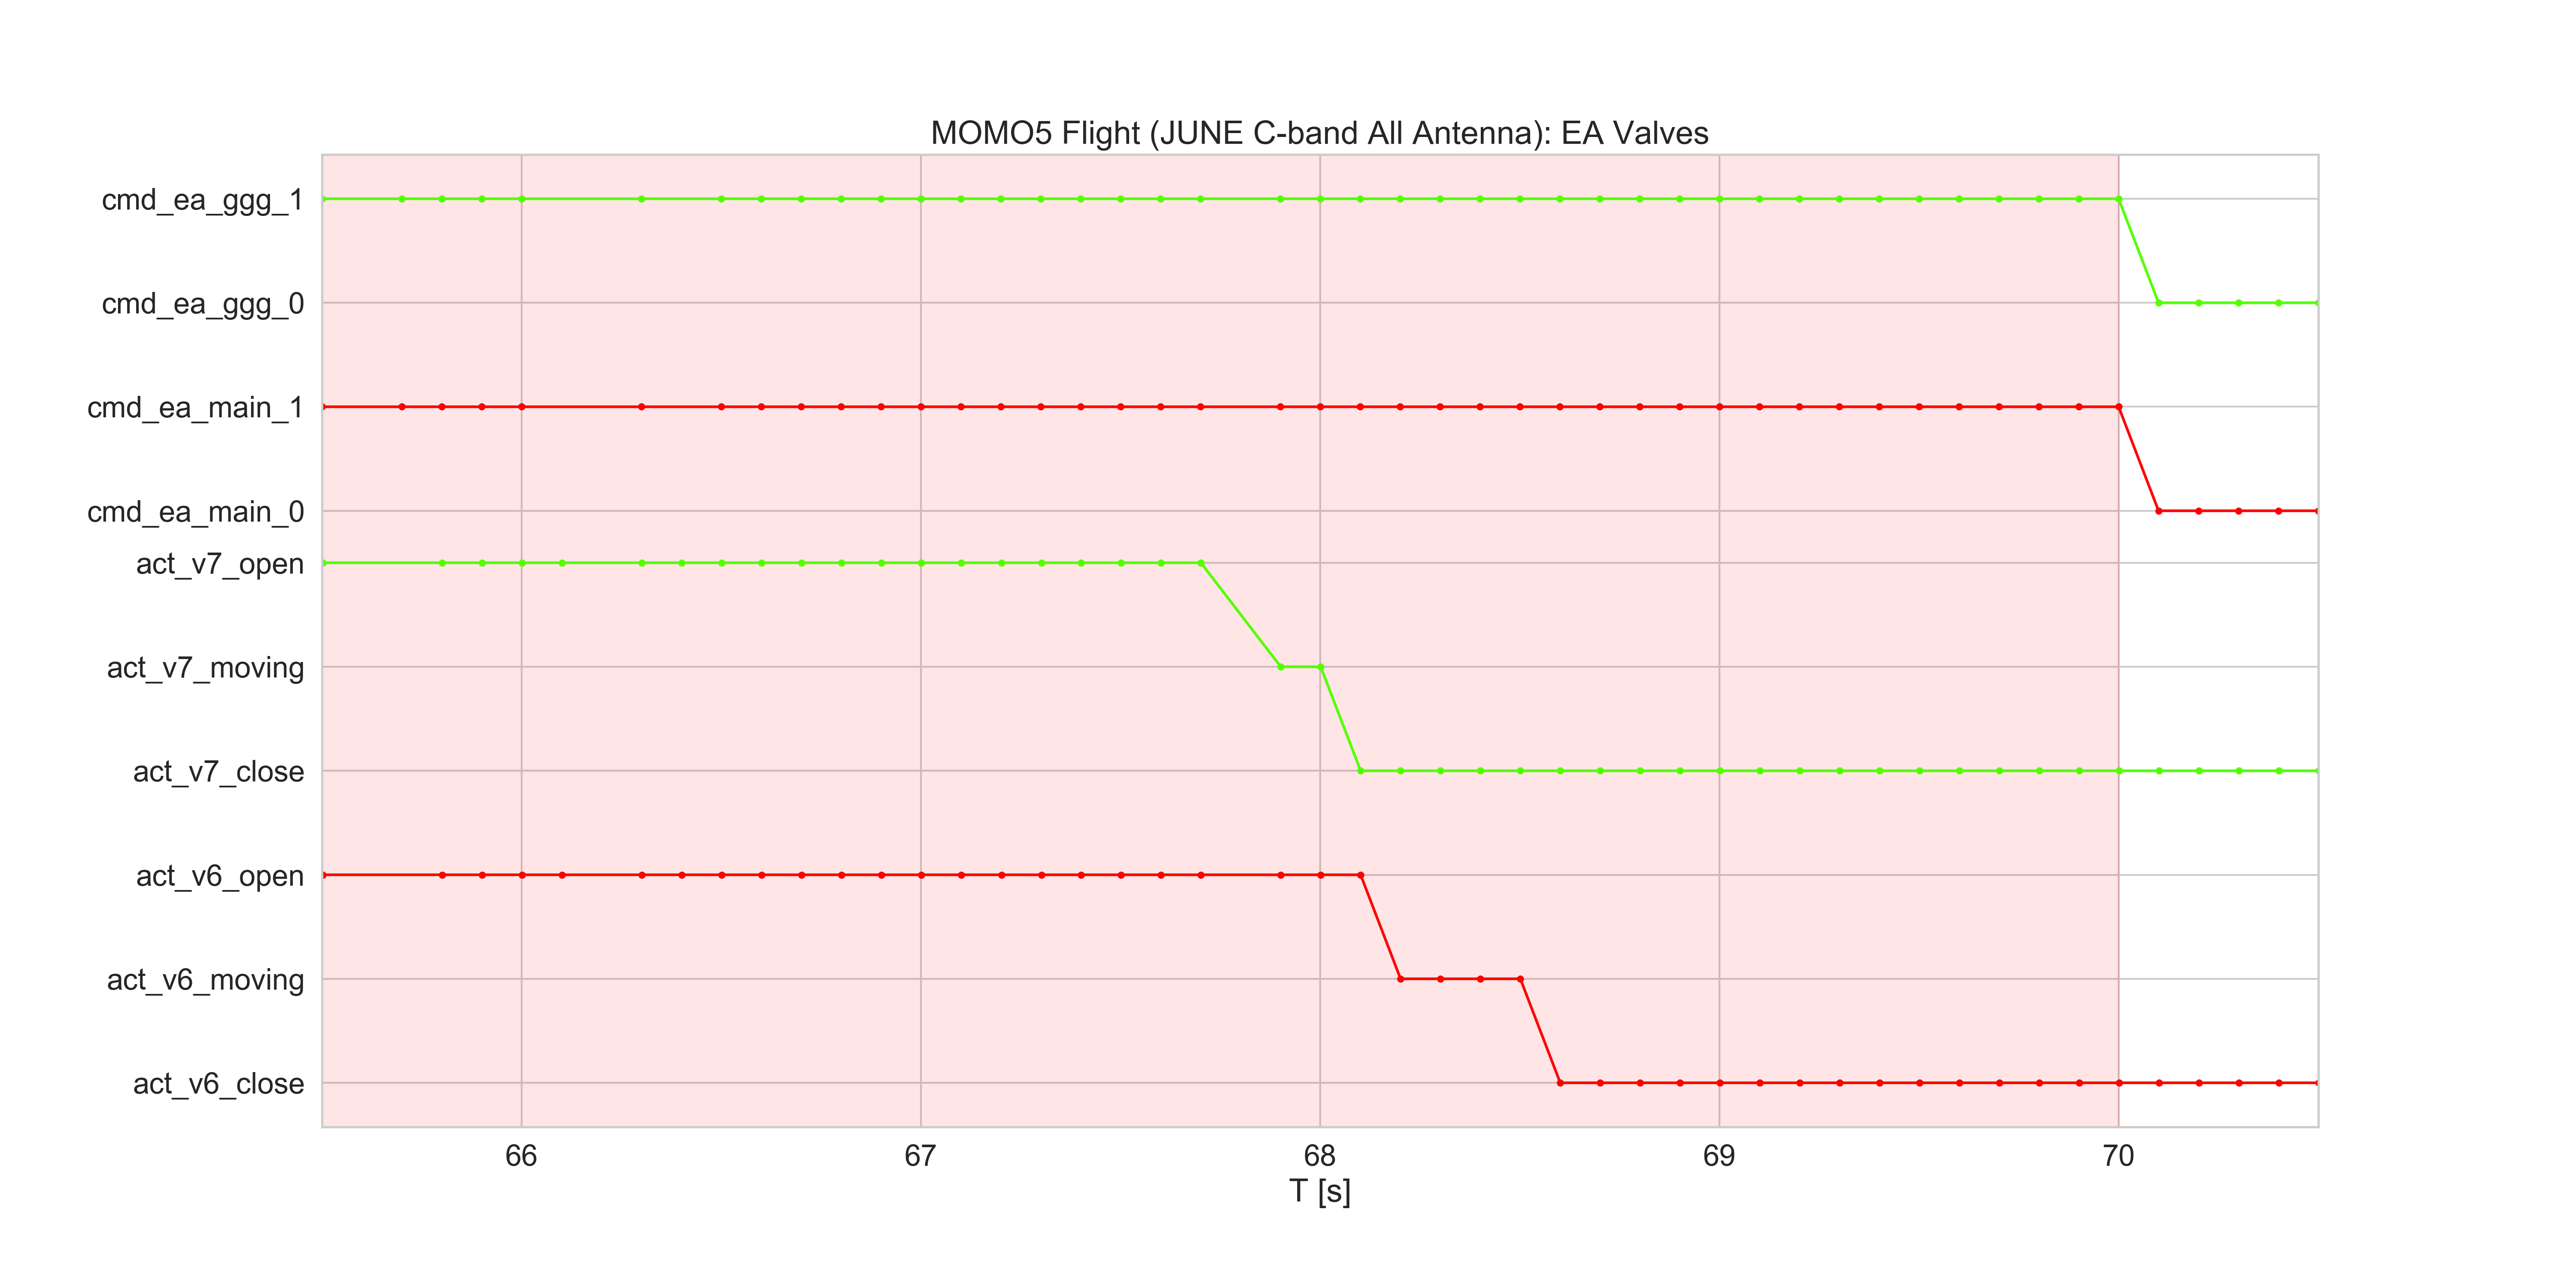 MOMO5 Flight (JUNE C-band All Antenna): EA Valves
cmd_ea_ggg_1
cmd_ea_ggg_0
cmd_ea_main_1
cmd_ea_main_0
act_v7_open
act_v7_moving
act_v7_close
act_v6_open
act_v6_moving
act_v6_close
66 67 68 69 70
T [s]